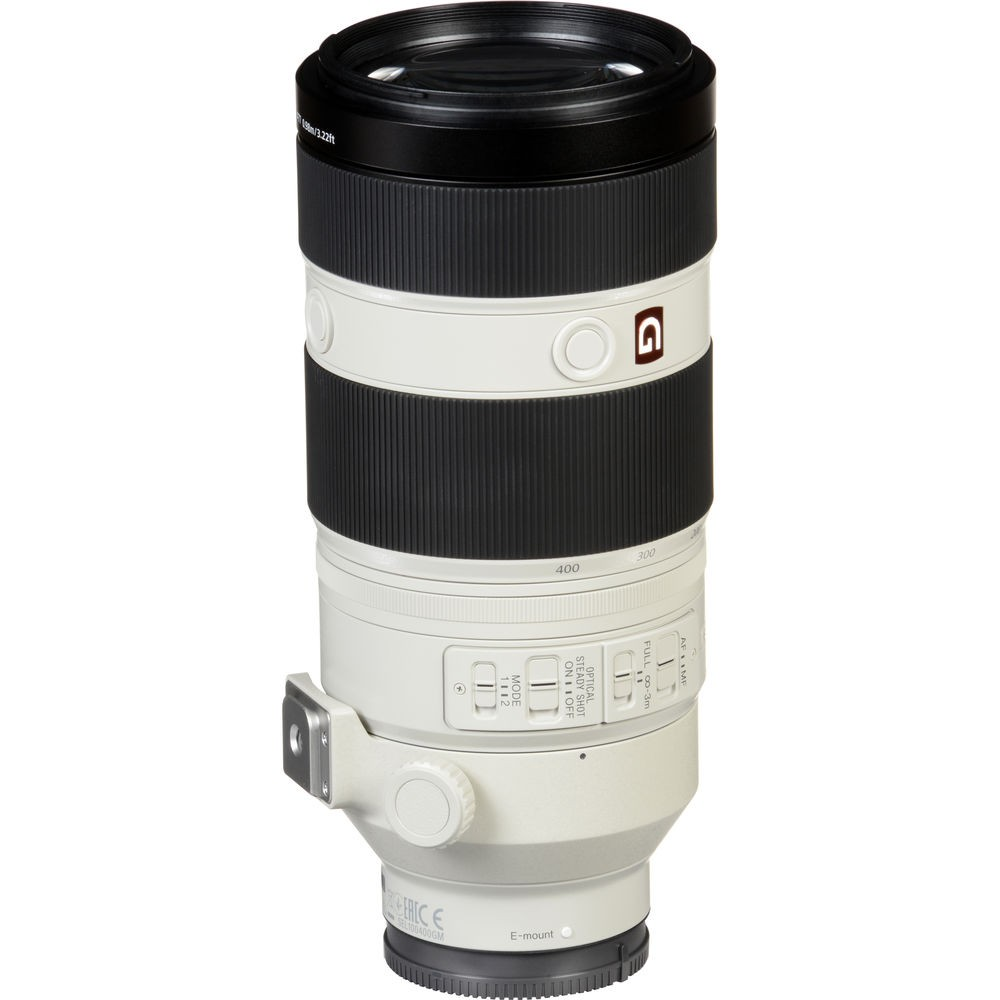 0.98m/3.22ft
G
400
300
AF MF
FULL ∞-3m
OPTICAL
STEADY SHOT
ON OFF
MODE
1 2
EAC CE
SEL100400GM
E-mount